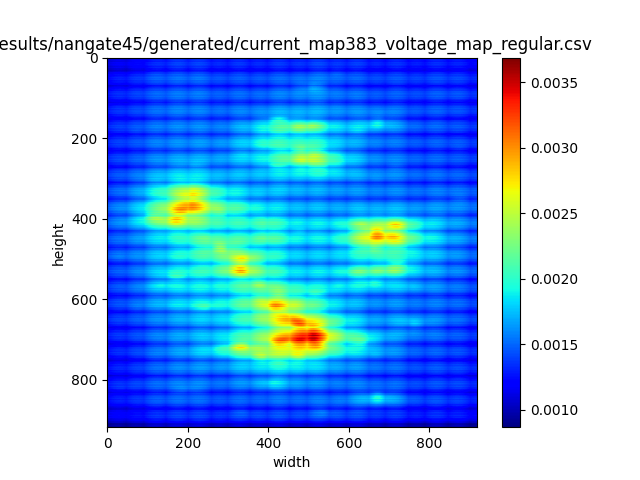 esults/nangate45/generated/current_map383_voltage_map_regular.csv
0
200
400
600
800
height
0 200 400 600 800
width
0.0035
0.0030
0.0025
0.0020
0.0015
0.0010